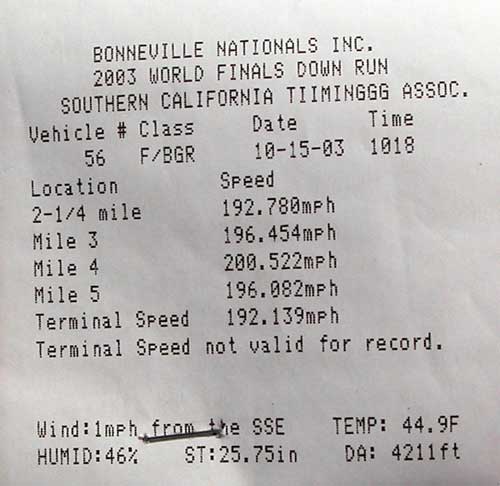 BONNEVILLE NATIONALS INC.
2003 WORLD FINALS DOWN RUN
SOUTHERN CALIFORNIA TIIMINGGG ASSOC.
Vehicle # Class Date Time
56 F/BGR 10-15-03 1018
Location Speed
2-1/4 mile 192.780mph
Mile 3 196.454mph
Mile 4 200.522mph
Mile 5 196.082mph
Terminal Speed 192.139mph
Terminal Speed not valid for record.
Wind:1mph from the SSE TEMP: 44.9F
HUMID:46% ST:25.75in DA: 4211ft